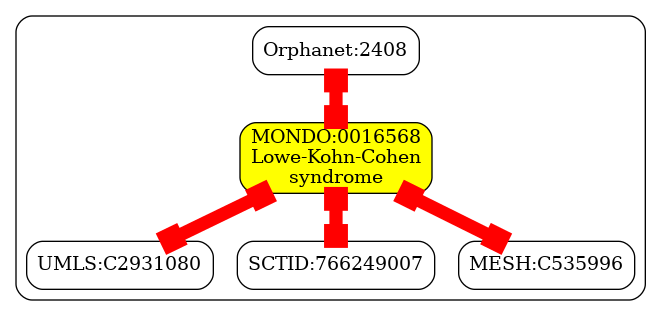 Orphanet:2408
MONDO:0016568
Lowe-Kohn-Cohen
syndrome
UMLS:C2931080
SCTID:766249007
MESH:C535996